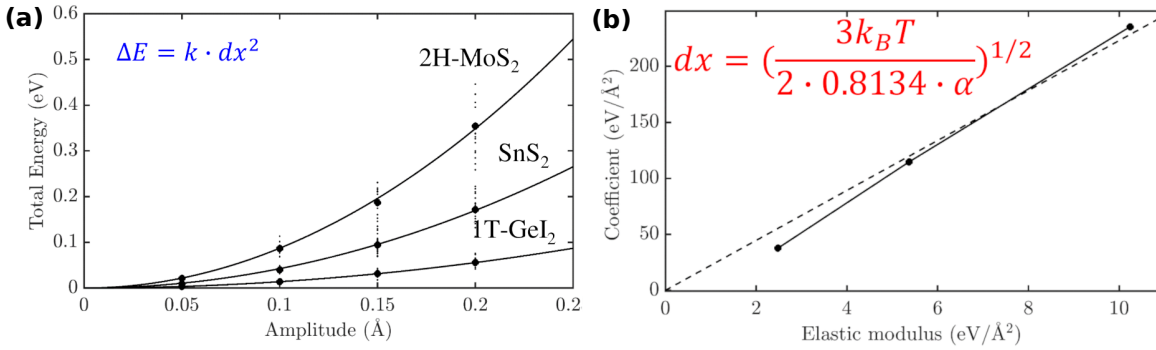 (a)
0.6
0.5
0.4
0.3
0.2
0.1
0
Total Energy (eV)
ΔE = k · dx²
2H-MoS₂
SnS₂
1T-GeI₂
0.05 0.1 0.15 0.2 0.2
Amplitude (Å)
(b)
200
150
100
50
0
Coefficient (eV/Å²)
dx = (3k_BT / 2 · 0.8134 · α)^1/2
0 2 4 6 8 10
Elastic modulus (eV/Å²)